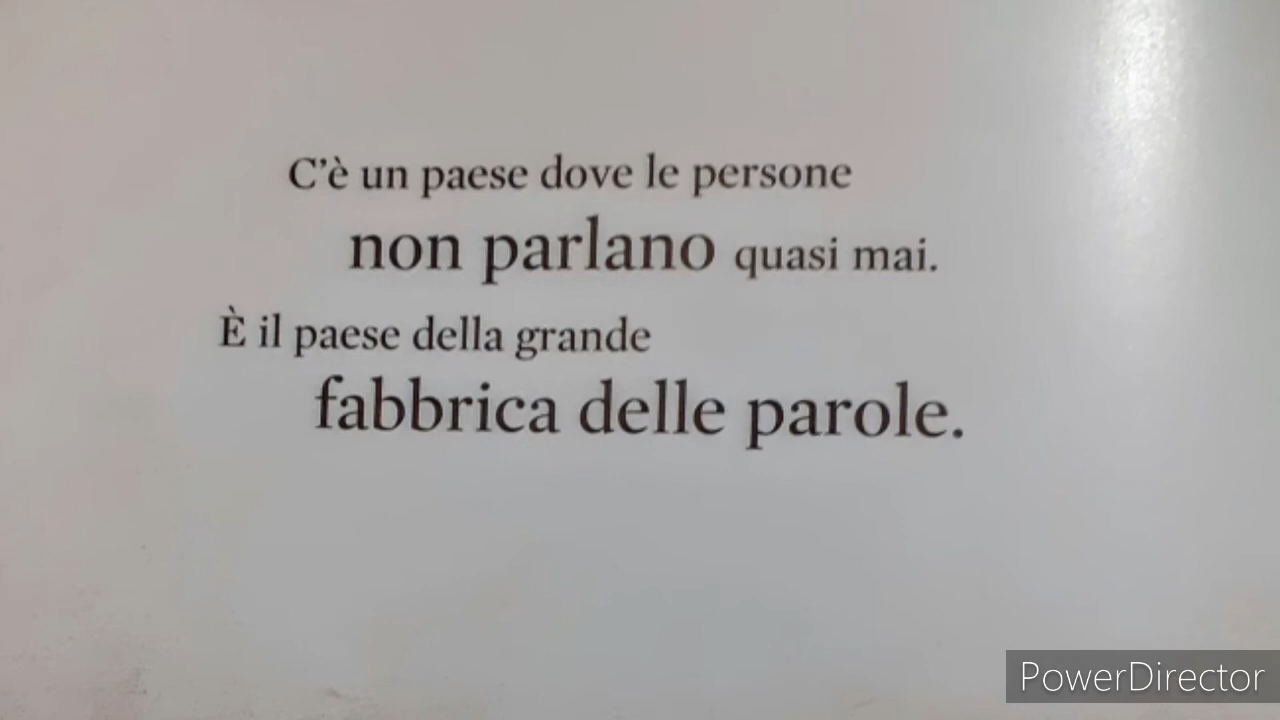 C'è un paese dove le persone
non parlano quasi mai.
È il paese della grande
fabbrica delle parole.
PowerDirector